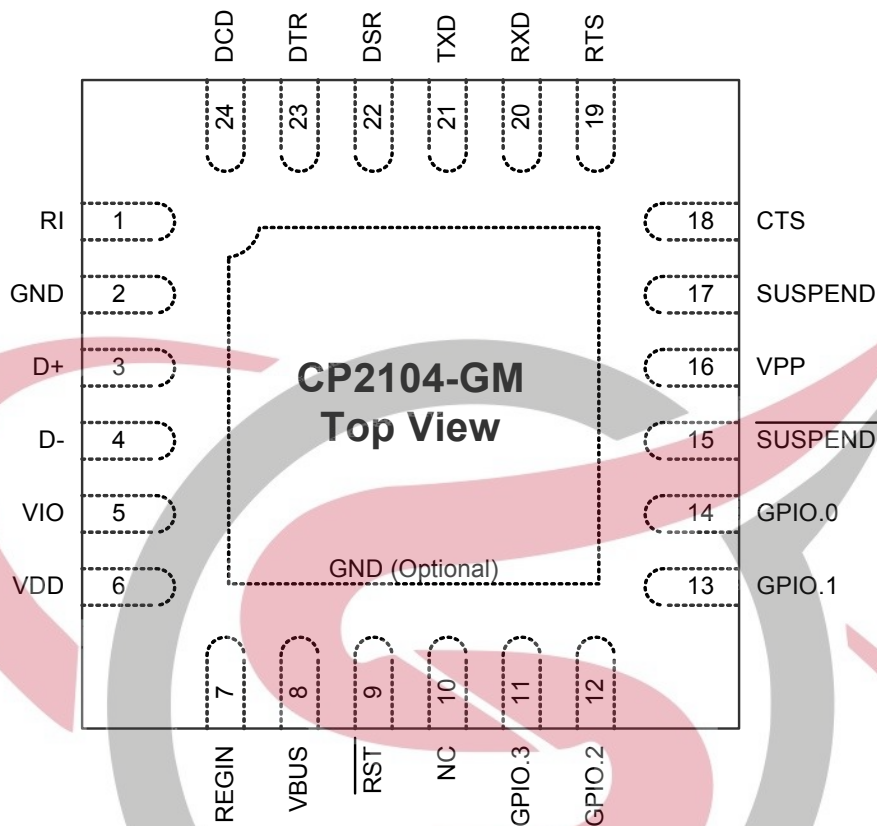 DCD DTR DSR TXD RXD RTS
24 23 22 21 20 19
RI 1 18 CTS
GND 2 17 SUSPEND
D+ 3 16 VPP
CP2104-GM
Top View
D- 4 15 SUSPEND
VIO 5 14 GPIO.0
GND (Optional)
VDD 6 13 GPIO.1
7 8 9 10 11 12
REGIN VBUS RST NC GPIO.3 GPIO.2